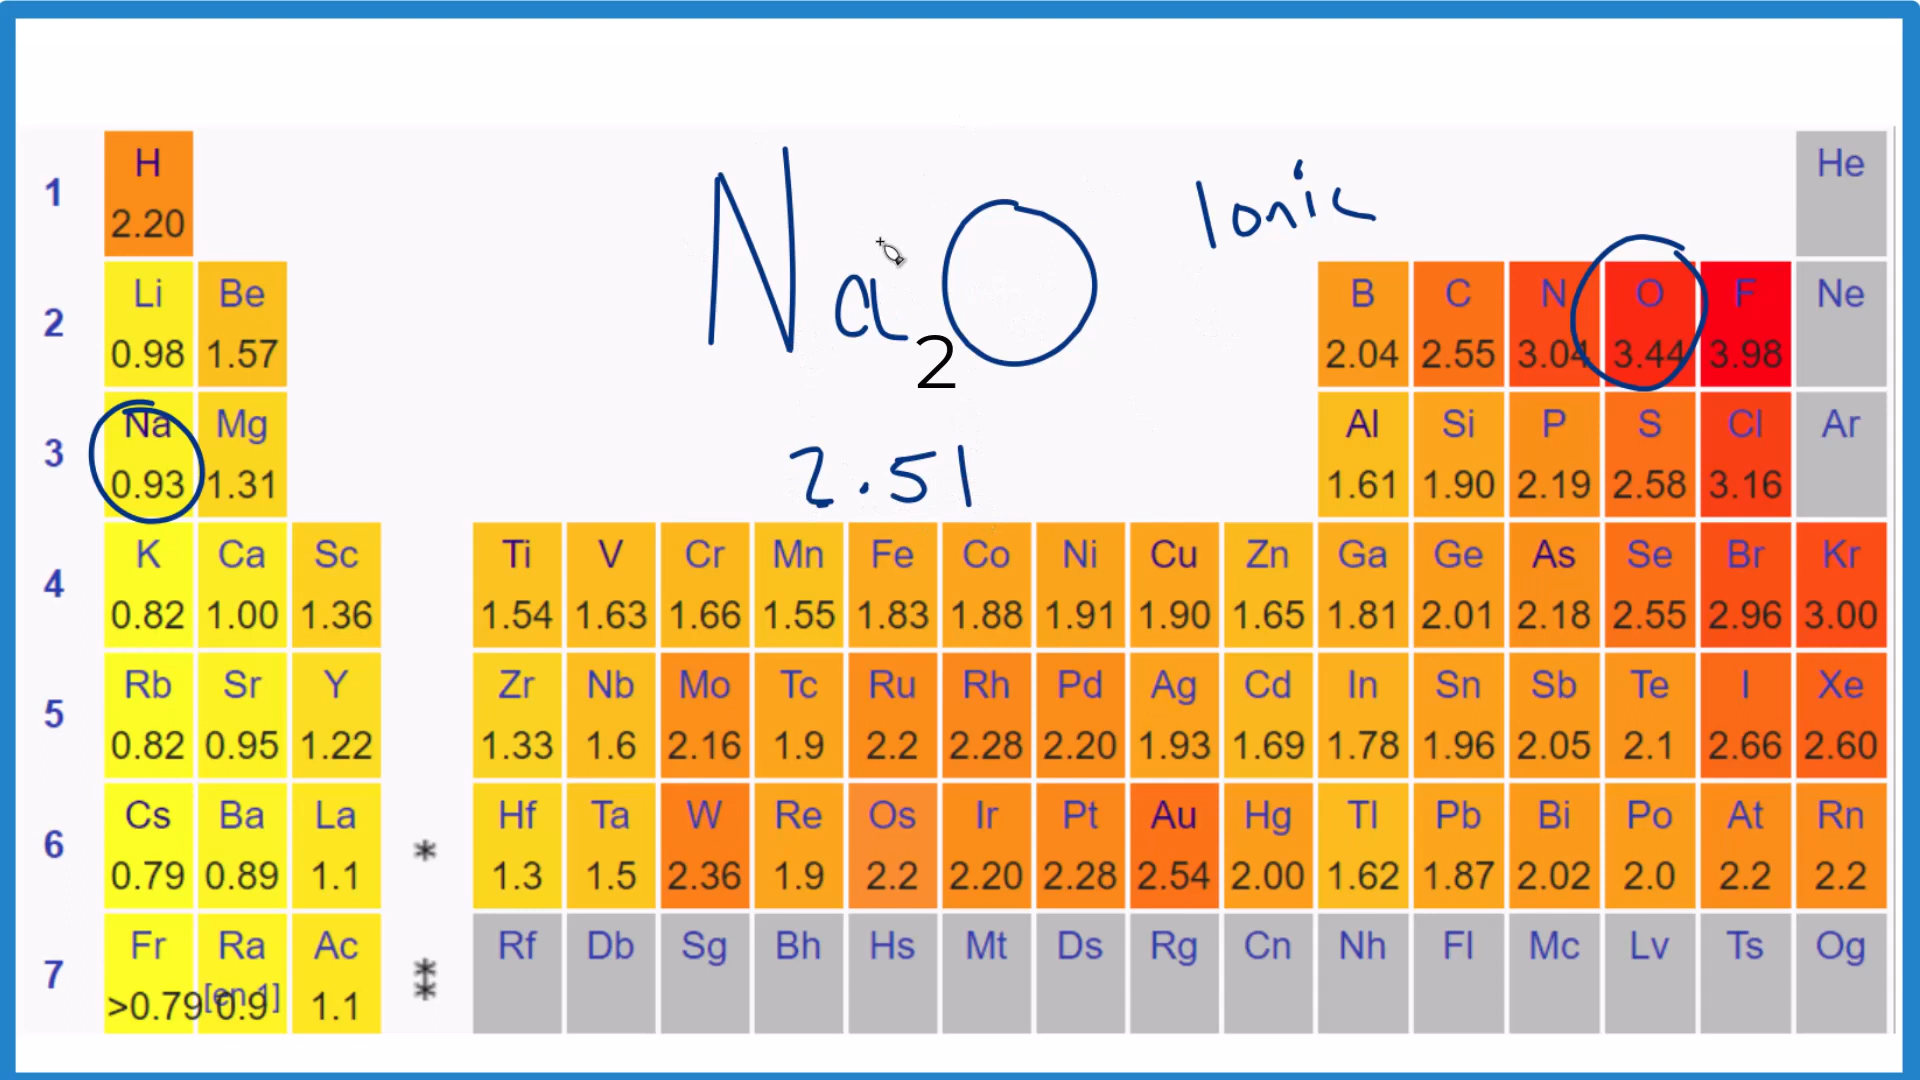 Na2O Ionic
2.51
1 H He
2.20
2 Li Be B C N O F Ne
0.98 1.57 2.04 2.55 3.04 3.44 3.98
3 Na Mg Al Si P S Cl Ar
0.93 1.31 1.61 1.90 2.19 2.58 3.16
4 K Ca Sc Ti V Cr Mn Fe Co Ni Cu Zn Ga Ge As Se Br Kr
0.82 1.00 1.36 1.54 1.63 1.66 1.55 1.83 1.88 1.91 1.90 1.65 1.81 2.01 2.18 2.55 2.96 3.00
5 Rb Sr Y Zr Nb Mo Tc Ru Rh Pd Ag Cd In Sn Sb Te I Xe
0.82 0.95 1.22 1.33 1.6 2.16 1.9 2.2 2.28 2.20 1.93 1.69 1.78 1.96 2.05 2.1 2.66 2.60
6 Cs Ba La * Hf Ta W Re Os Ir Pt Au Hg Tl Pb Bi Po At Rn
0.79 0.89 1.1 1.3 1.5 2.36 1.9 2.2 2.20 2.28 2.54 2.00 1.62 1.87 2.02 2.0 2.2 2.2
7 Fr Ra Ac ** Rf Db Sg Bh Hs Mt Ds Rg Cn Nh Fl Mc Lv Ts Og
>0.79 [en 1] 0.9 1.1